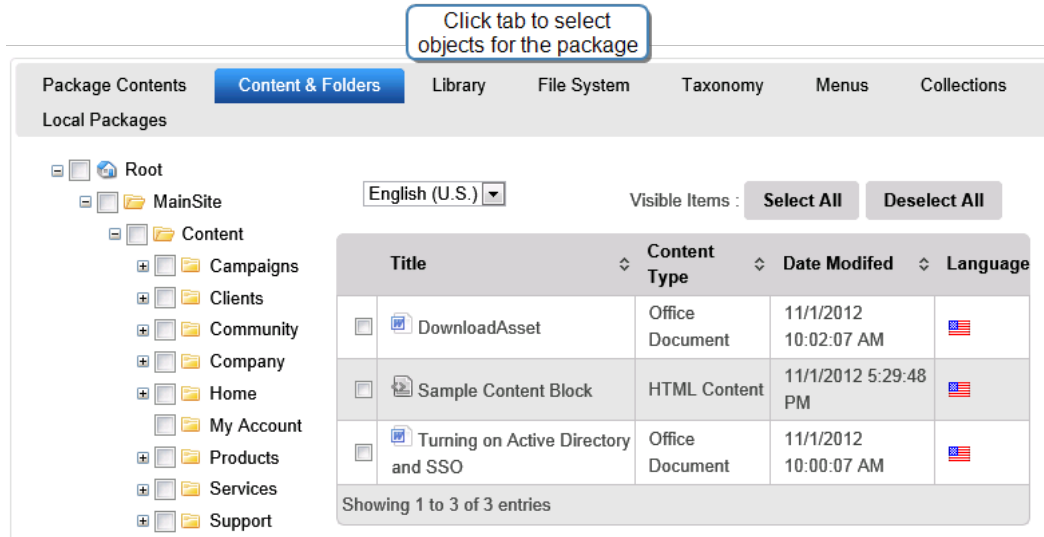 Click tab to select
objects for the package
Package Contents Content & Folders Library File System Taxonomy Menus Collections
Local Packages
Root
MainSite
Content
Campaigns
Clients
Community
Company
Home
My Account
Products
Services
Support
English (U.S.) Visible Items : Select All Deselect All
Title Content Type Date Modifed Language
DownloadAsset Office Document 11/1/2012 10:02:07 AM
Sample Content Block HTML Content 11/1/2012 5:29:48 PM
Turning on Active Directory and SSO Office Document 11/1/2012 10:00:07 AM
Showing 1 to 3 of 3 entries